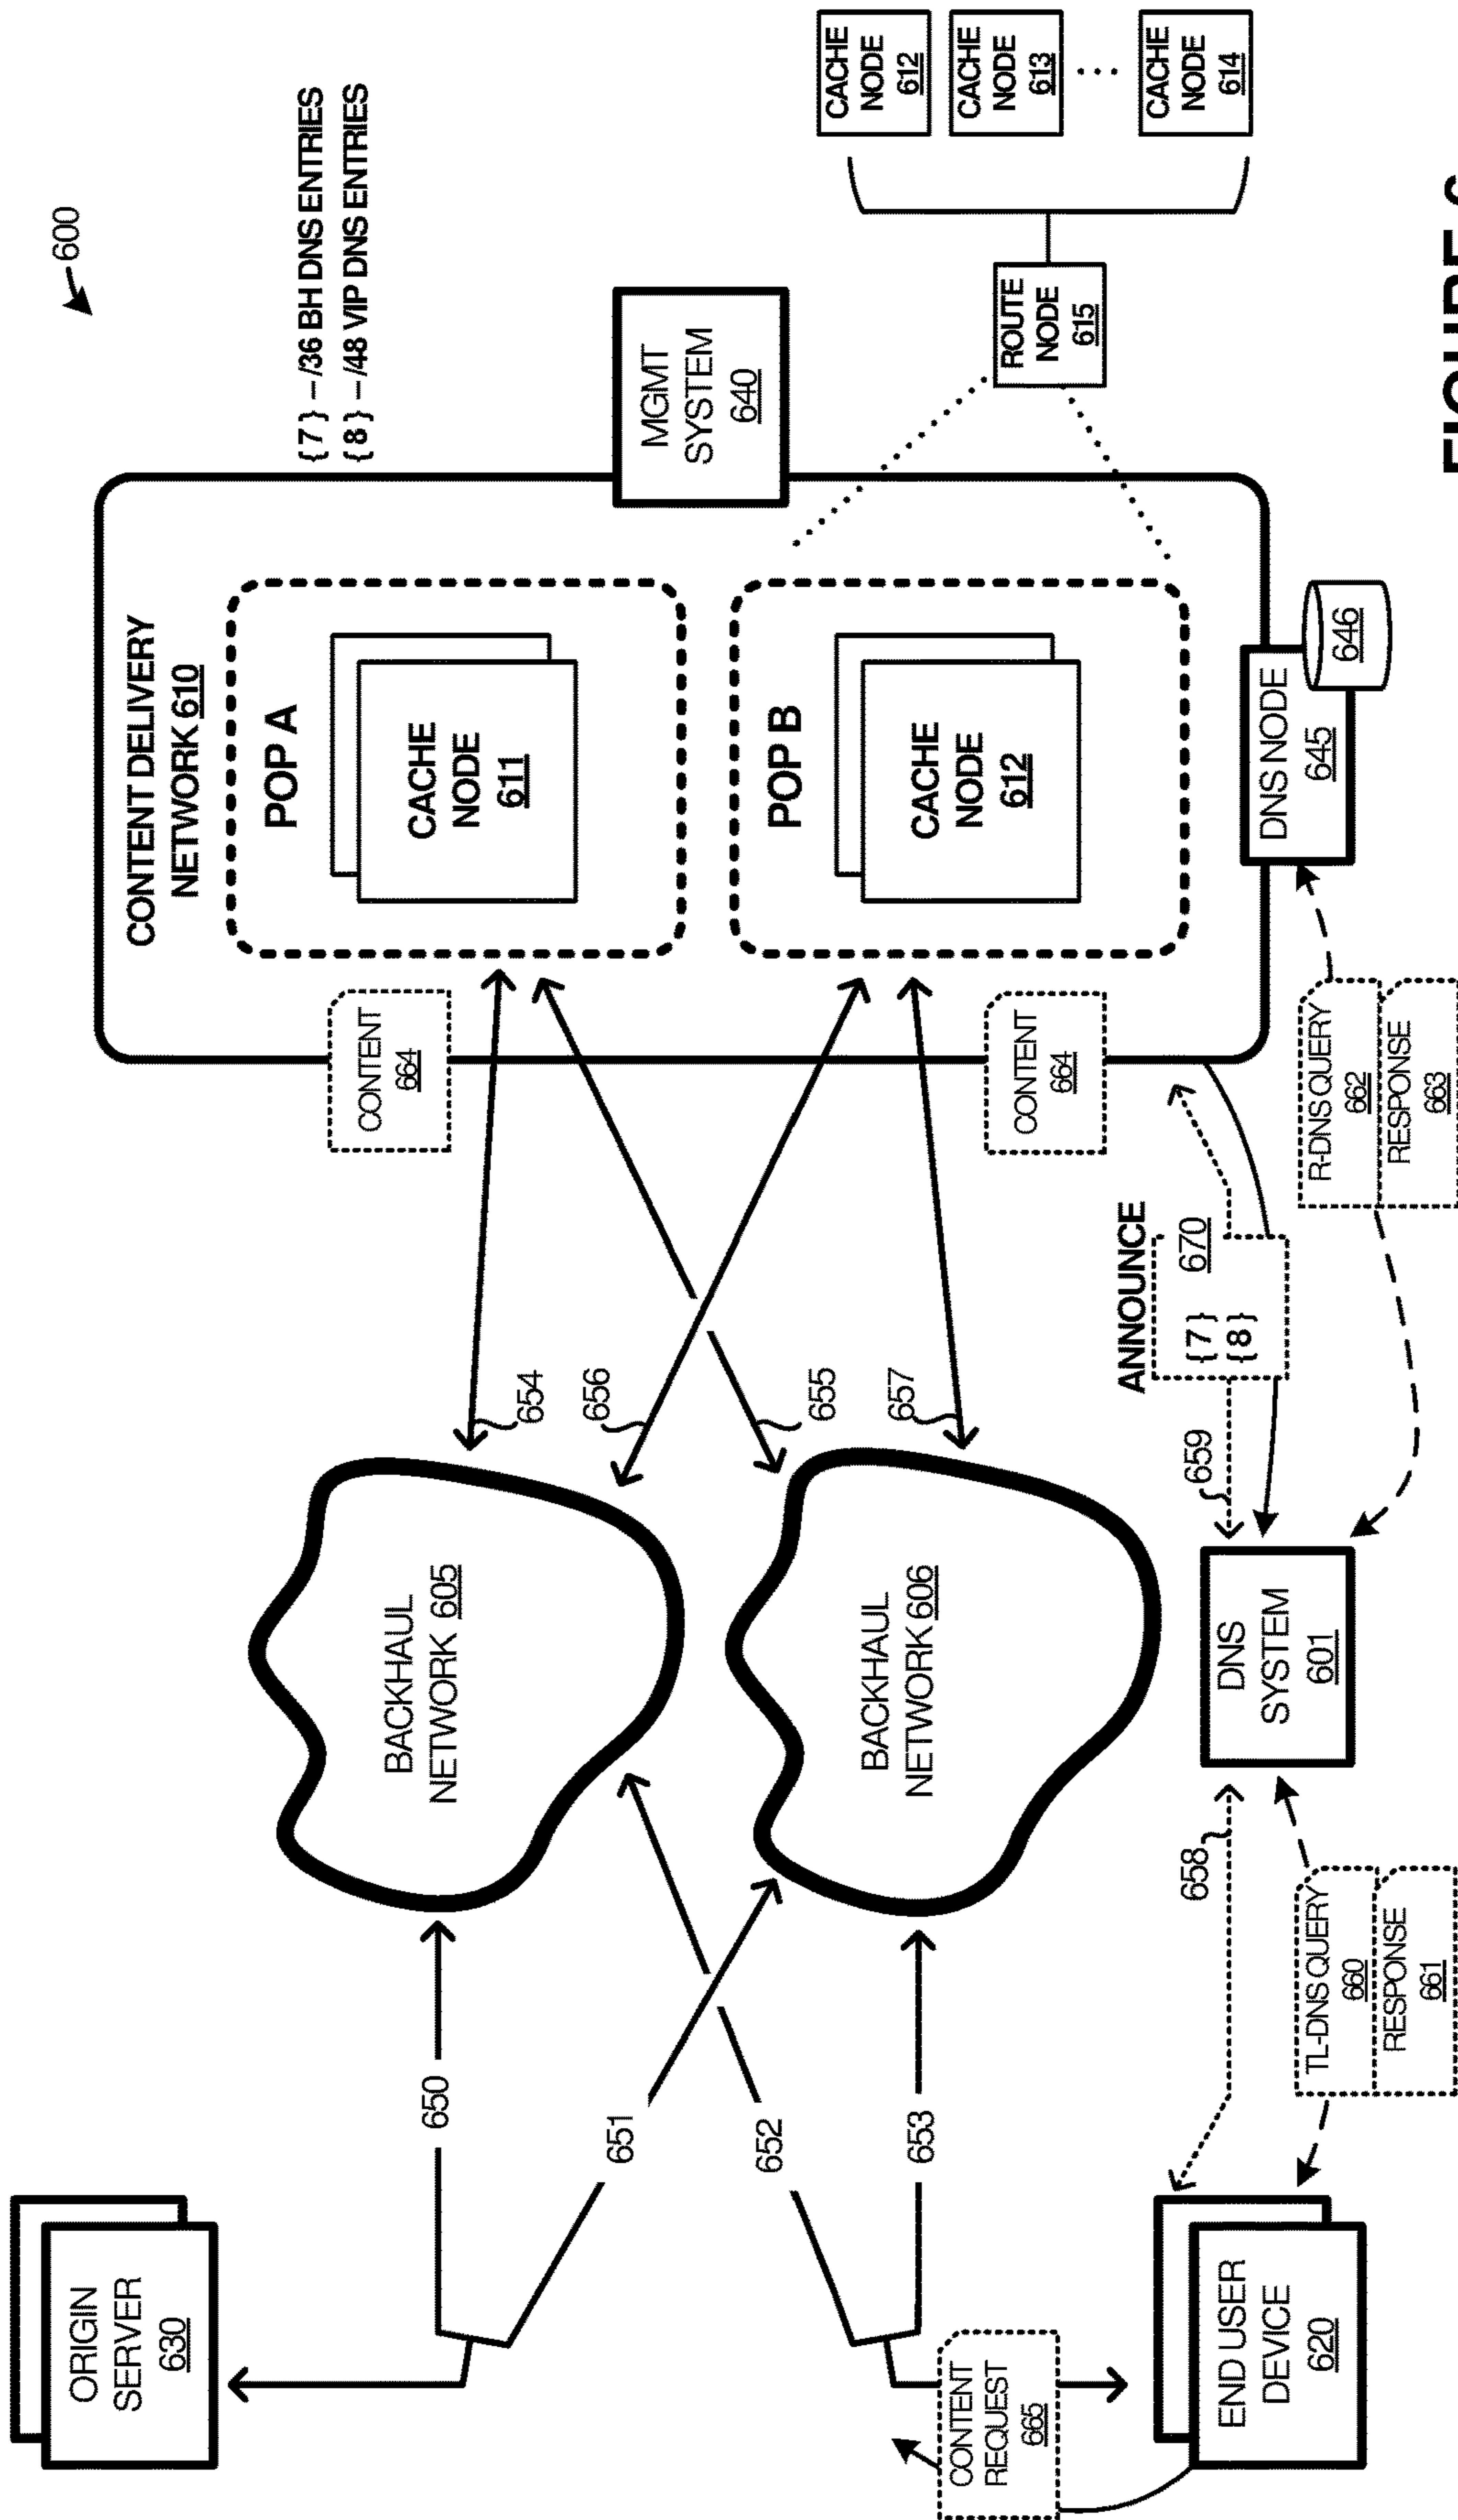 600
{ 7 } – /36 BH DNS ENTRIES
{ 8 } – /48 VIP DNS ENTRIES
ORIGIN
SERVER
630
650
651
652
653
BACKHAUL
NETWORK 605
BACKHAUL
NETWORK 606
654
656
655
657
CONTENT DELIVERY
NETWORK 610
POP A
CACHE
NODE
611
POP B
CACHE
NODE
612
CONTENT
664
CONTENT
664
MGMT
SYSTEM
640
ROUTE
NODE
615
CACHE
NODE
612
CACHE
NODE
613
CACHE
NODE
614
CONTENT
REQUEST
665
END USER
DEVICE
620
658
TL-DNS QUERY
660
RESPONSE
661
DNS
SYSTEM
601
659
ANNOUNCE
670
{ 7 }
{ 8 }
R-DNS QUERY
662
RESPONSE
663
DNS NODE
645
646